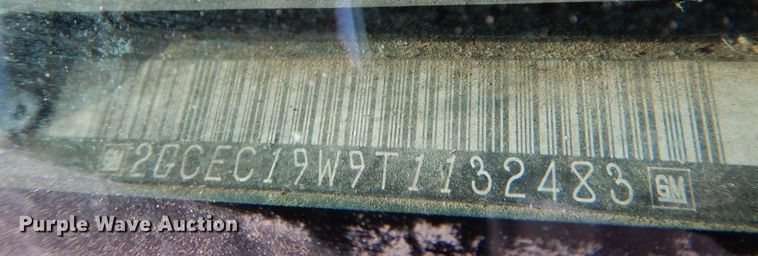 GM 2GCEC19W9T1132483 GM
Purple Wave Auction